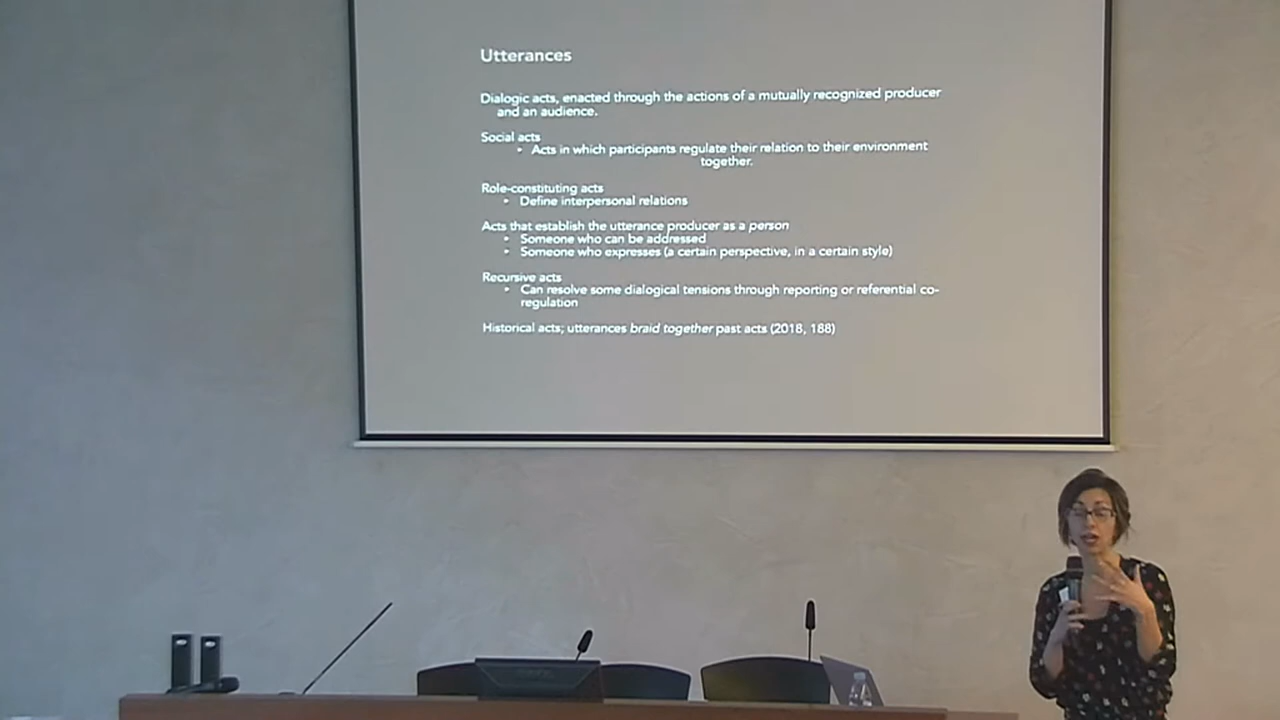 Utterances
Dialogic acts, enacted through the actions of a mutually recognized producer
and an audience.
Social acts
‣ Acts in which participants regulate their relation to their environment
together.
Role-constituting acts
‣ Define interpersonal relations
Acts that establish the utterance producer as a person
‣ Someone who can be addressed
‣ Someone who expresses (a certain perspective, in a certain style)
Recursive acts
‣ Can resolve some dialogical tensions through reporting or referential co-
regulation
Historical acts; utterances braid together past acts (2018, 188)